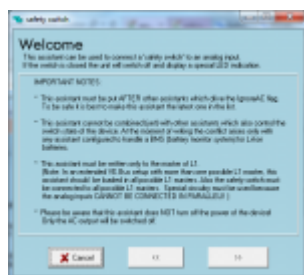 safety switch
Welcome
This assistant can be used to connect a 'safety switch' to an analog input.
If the switch is closed the unit will switch off and display a special LED indication.
IMPORTANT NOTES:
* This assistant must be put AFTER other assistants which drive the IgnoreAC flag.
To be safe it is best to make this assistant the latest one in the list.
* This assistant cannot be combined with other assistants which also control the
switch state of the device. At the moment of writing the conflict arises only with
any assistant configured to handle a BMS (battery monitor system) for Lithium
batteries.
* This assistant must be written only to the master of L1.
(Note: In an extended VE.Bus setup with more than one possible L1 master, this
assistant should be loaded in all possible L1 masters. Also the safety switch must
be connected to all possible L1 masters. Special circuitry must be used because
the analog inputs CANNOT BE CONNECTED IN PARALLEL!)
* Please be aware that this assistant does NOT turn off the power of the device!
Only the AC output will be switched off.
Cancel
<<
>>